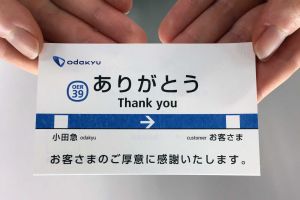 odakyu
OER
39
ありがとう
Thank you
小田急 odakyu customer お客さま
お客さまのご厚意に感謝いたします。